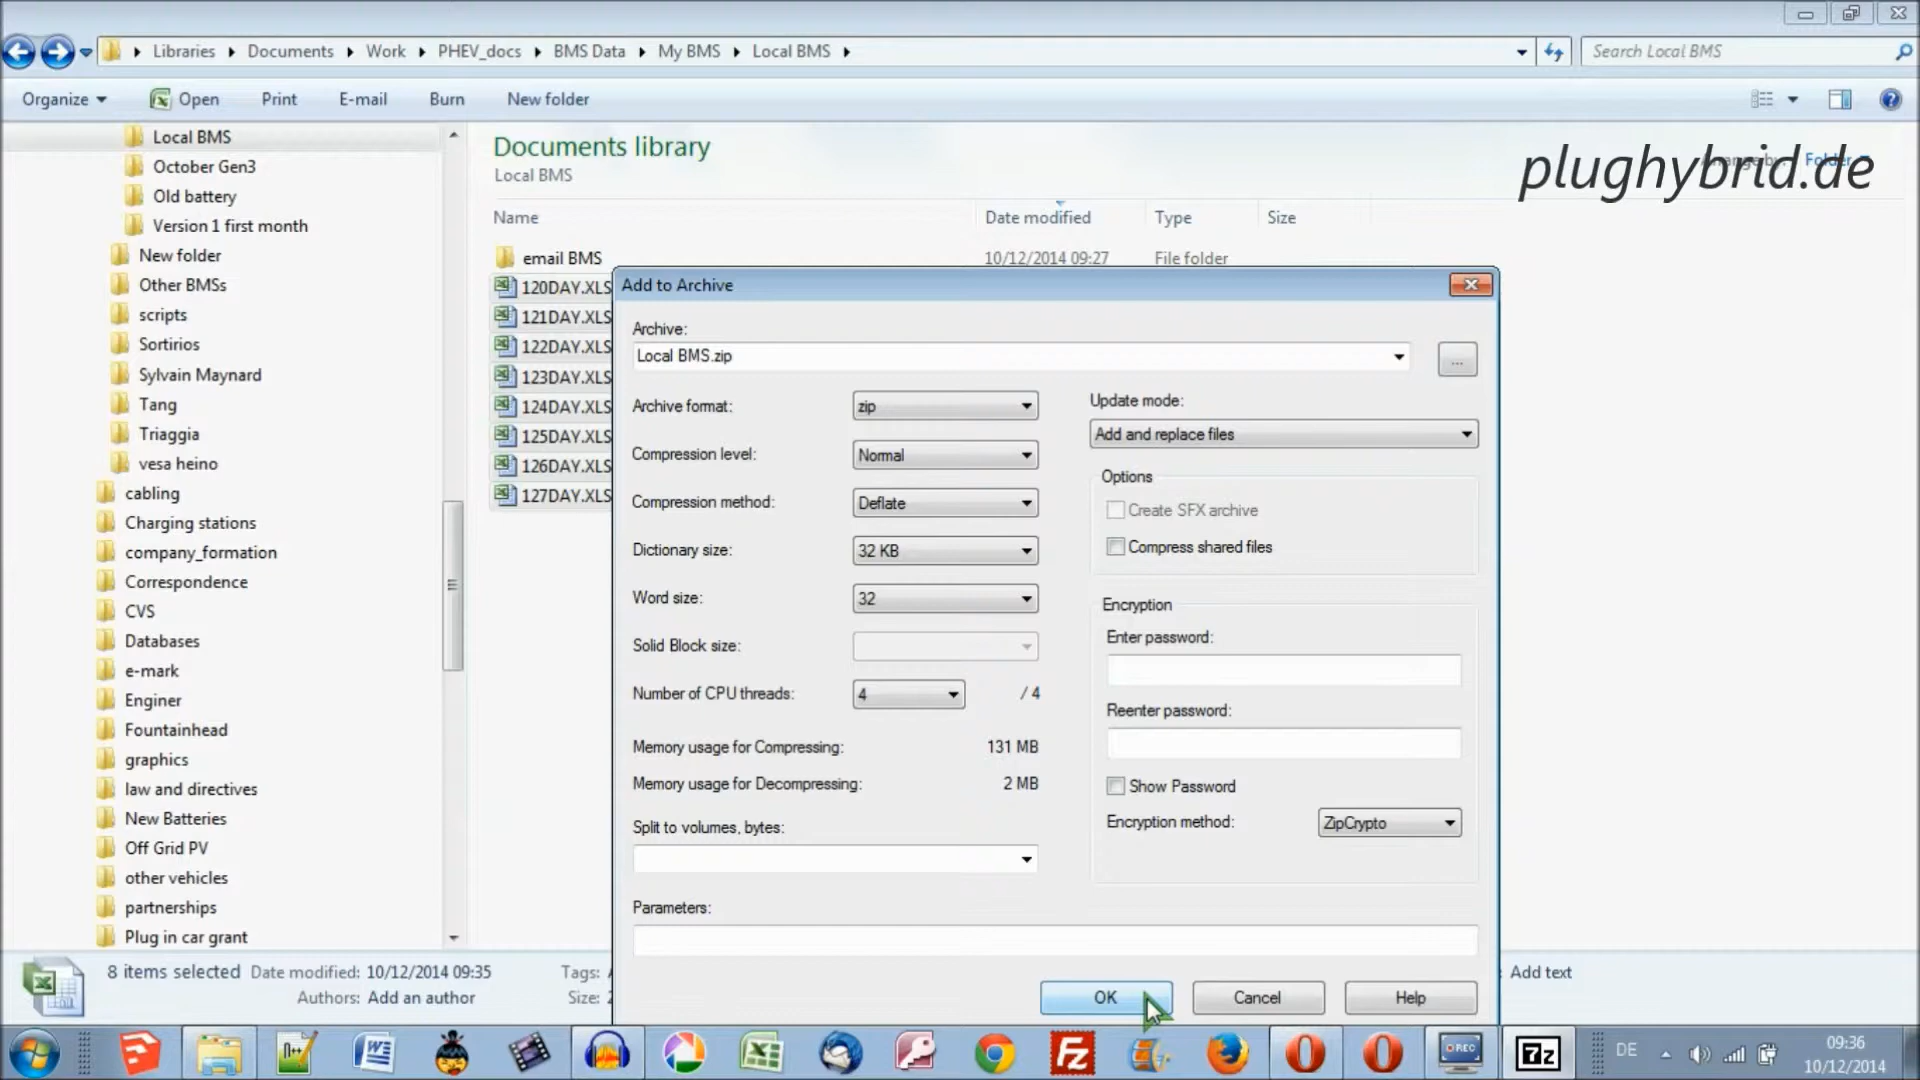 Libraries Documents Work PHEV_docs BMS Data My BMS Local BMS
Search Local BMS
Organize Open Print E-mail Burn New folder
Local BMS
October Gen3
Old battery
Version 1 first month
New folder
Other BMSs
scripts
Sortirios
Sylvain Maynard
Tang
Triaggia
vesa heino
cabling
Charging stations
company_formation
Correspondence
CVS
Databases
e-mark
Enginer
Fountainhead
graphics
law and directives
New Batteries
Off Grid PV
other vehicles
partnerships
Plug in car grant
Documents library
Local BMS
plughybrid.de
Name Date modified Type Size
email BMS 10/12/2014 09:27 File folder
120DAY.XLS
121DAY.XLS
122DAY.XLS
123DAY.XLS
124DAY.XLS
125DAY.XLS
126DAY.XLS
127DAY.XLS
Add to Archive
Archive:
Local BMS.zip
...
Archive format: zip
Compression level: Normal
Compression method: Deflate
Dictionary size: 32 KB
Word size: 32
Solid Block size:
Number of CPU threads: 4 / 4
Memory usage for Compressing: 131 MB
Memory usage for Decompressing: 2 MB
Split to volumes, bytes:
Parameters:
Update mode:
Add and replace files
Options
Create SFX archive
Compress shared files
Encryption
Enter password:
Reenter password:
Show Password
Encryption method: ZipCrypto
OK Cancel Help
8 items selected Date modified: 10/12/2014 09:35 Tags: Add text
Authors: Add an author Size:
DE
09:36
10/12/2014
REC
7z
Fz